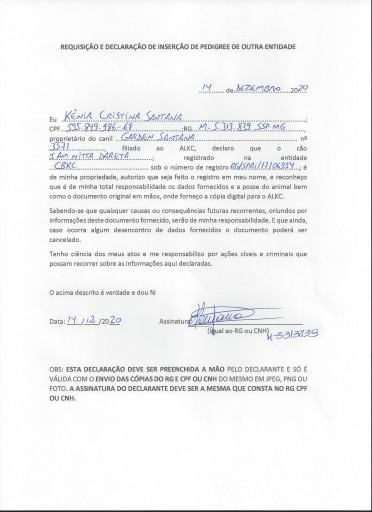 REQUISIÇÃO E DECLARAÇÃO DE INSERÇÃO DE PEDIGREE DE OUTRA ENTIDADE
14 de DEZEMBRO 2020
Eu KÊNIA CRISTINA SANTANA
CPF 555.849.586-68 ;RG M-5.313.839 SSP MG,
proprietário do canil GARDEN SANTANA nº
3371, filiado ao ALKC, declaro que o cão
I AM NITTA DARETA, registrado na entidade
CBKC sob o número de registro RG/SPAI/17/06954, é
de minha propriedade, autorizo que seja feito o registro em meu nome, e reconheço
que é de minha total responsabilidade os dados fornecidos e a posse do animal bem
como o documento original em mãos, onde forneço a cópia digital para o ALKC.
Sabendo-se que quaisquer causas ou consequências futuras recorrentes, oriundos por
informações deste documento fornecido, serão de minha responsabilidade. E que ainda,
caso ocorra algum desencontro de dados fornecidos o documento poderá ser
cancelado.
Tenho ciência dos meus atos e me responsabilizo por ações cíveis e criminais que
possam recorrer as informações aqui declaradas.
O acima descrito é verdade e dou fé
Data: 14 /12 /2020 Assinatura
(Igual ao RG ou CNH)
M-5313839
OBS: ESTA DECLARAÇÃO DEVE SER PREENCHIDA A MÃO PELO DECLARANTE E SÓ É
VÁLIDA COM O ENVIO DAS CÓPIAS DO RG E CPF OU CNH DO MESMO EM JPEG, PNG OU
FOTO. A ASSINATURA DO DECLARANTE DEVE SER A MESMA QUE CONSTA NO RG CPF
OU CNH.